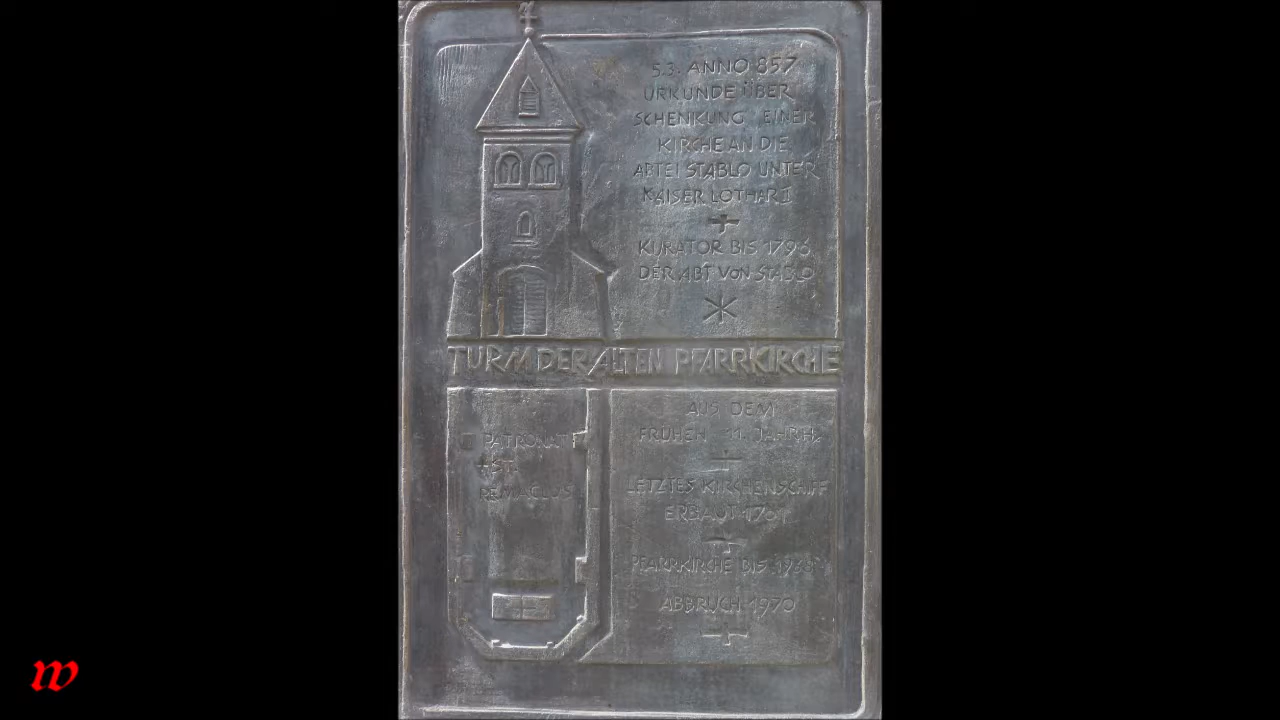 5.3. ANNO 857
URKUNDE ÜBER
SCHENKUNG EINER
KIRCHE AN DIE
ABTEI STABLO UNTER
KAISER LOTHAR I
KURATOR BIS 1796
DER ABT VON STABLO
TURM DER ALTEN PFARRKIRCHE
PATRONAT
ST.
REMACLUS
AUS DEM
FRÜHEN 11. JAHRH.
LETZTES KIRCHENSCHIFF
ERBAUT 1701
PFARRKIRCHE BIS 1968
ABBRUCH 1970
w